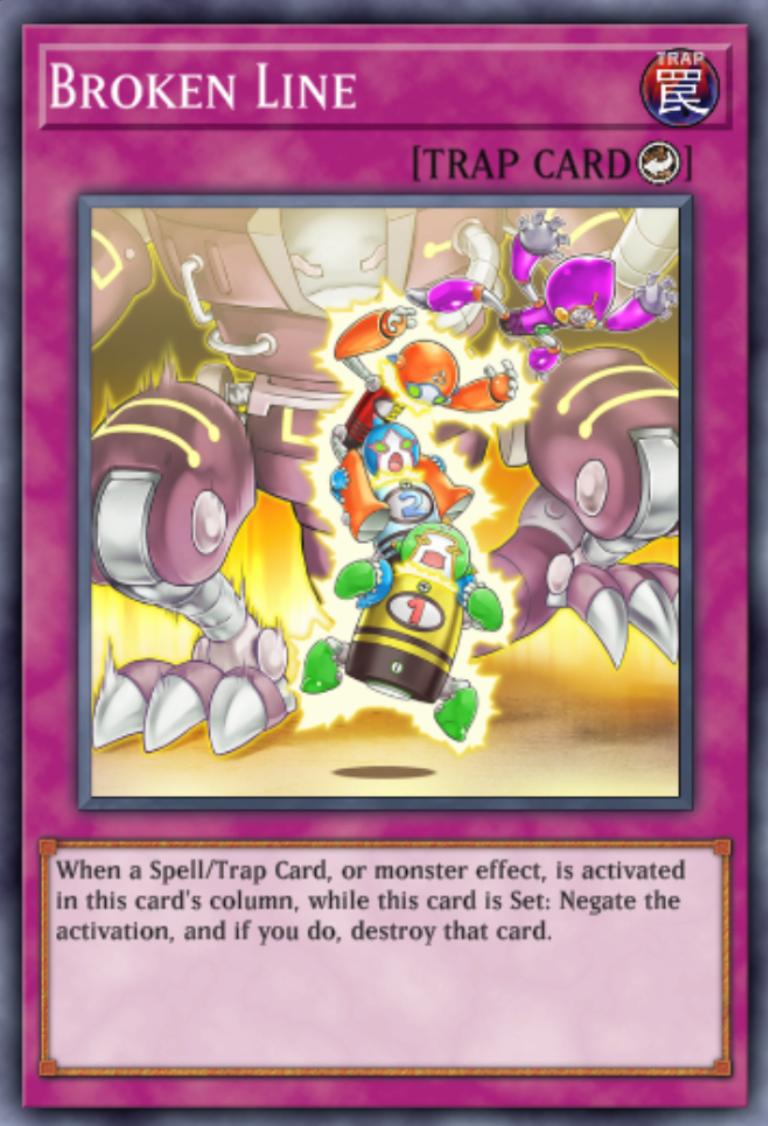 BROKEN LINE
TRAP
罠
[TRAP CARD]
2
1
When a Spell/Trap Card, or monster effect, is activated
in this card's column, while this card is Set: Negate the
activation, and if you do, destroy that card.